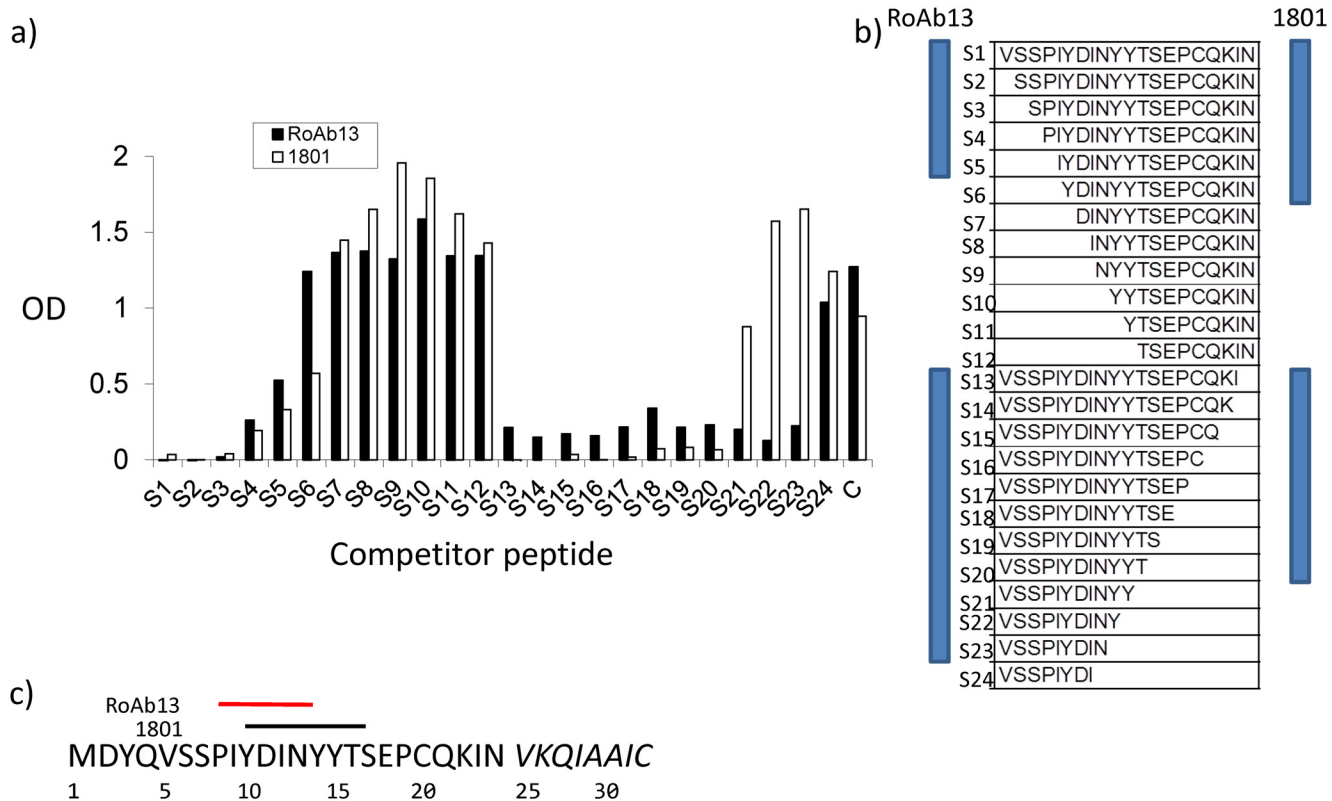 a)
RoAb13
1801
2
1.5
1
0.5
0
OD
S1 S2 S3 S4 S5 S6 S7 S8 S9 S10 S11 S12 S13 S14 S15 S16 S17 S18 S19 S20 S21 S22 S23 S24 C
Competitor peptide
b)
RoAb13 1801
S1 VSSPIYDINYYTSEPCQKIN
S2 SSPIYDINYYTSEPCQKIN
S3 SPIYDINYYTSEPCQKIN
S4 PIYDINYYTSEPCQKIN
S5 IYDINYYTSEPCQKIN
S6 YDINYYTSEPCQKIN
S7 DINYYTSEPCQKIN
S8 INYYTSEPCQKIN
S9 NYYTSEPCQKIN
S10 YYTSEPCQKIN
S11 YTSEPCQKIN
S12 TSEPCQKIN
S13 VSSPIYDINYYTSEPCQKI
S14 VSSPIYDINYYTSEPCQK
S15 VSSPIYDINYYTSEPCQ
S16 VSSPIYDINYYTSEPC
S17 VSSPIYDINYYTSEP
S18 VSSPIYDINYYTSE
S19 VSSPIYDINYYTS
S20 VSSPIYDINYYT
S21 VSSPIYDINYY
S22 VSSPIYDINY
S23 VSSPIYDIN
S24 VSSPIYDI
c)
RoAb13
1801
MDYQVSSPIYDINYYTSEPCQKIN VKQIAAIC
1 5 10 15 20 25 30